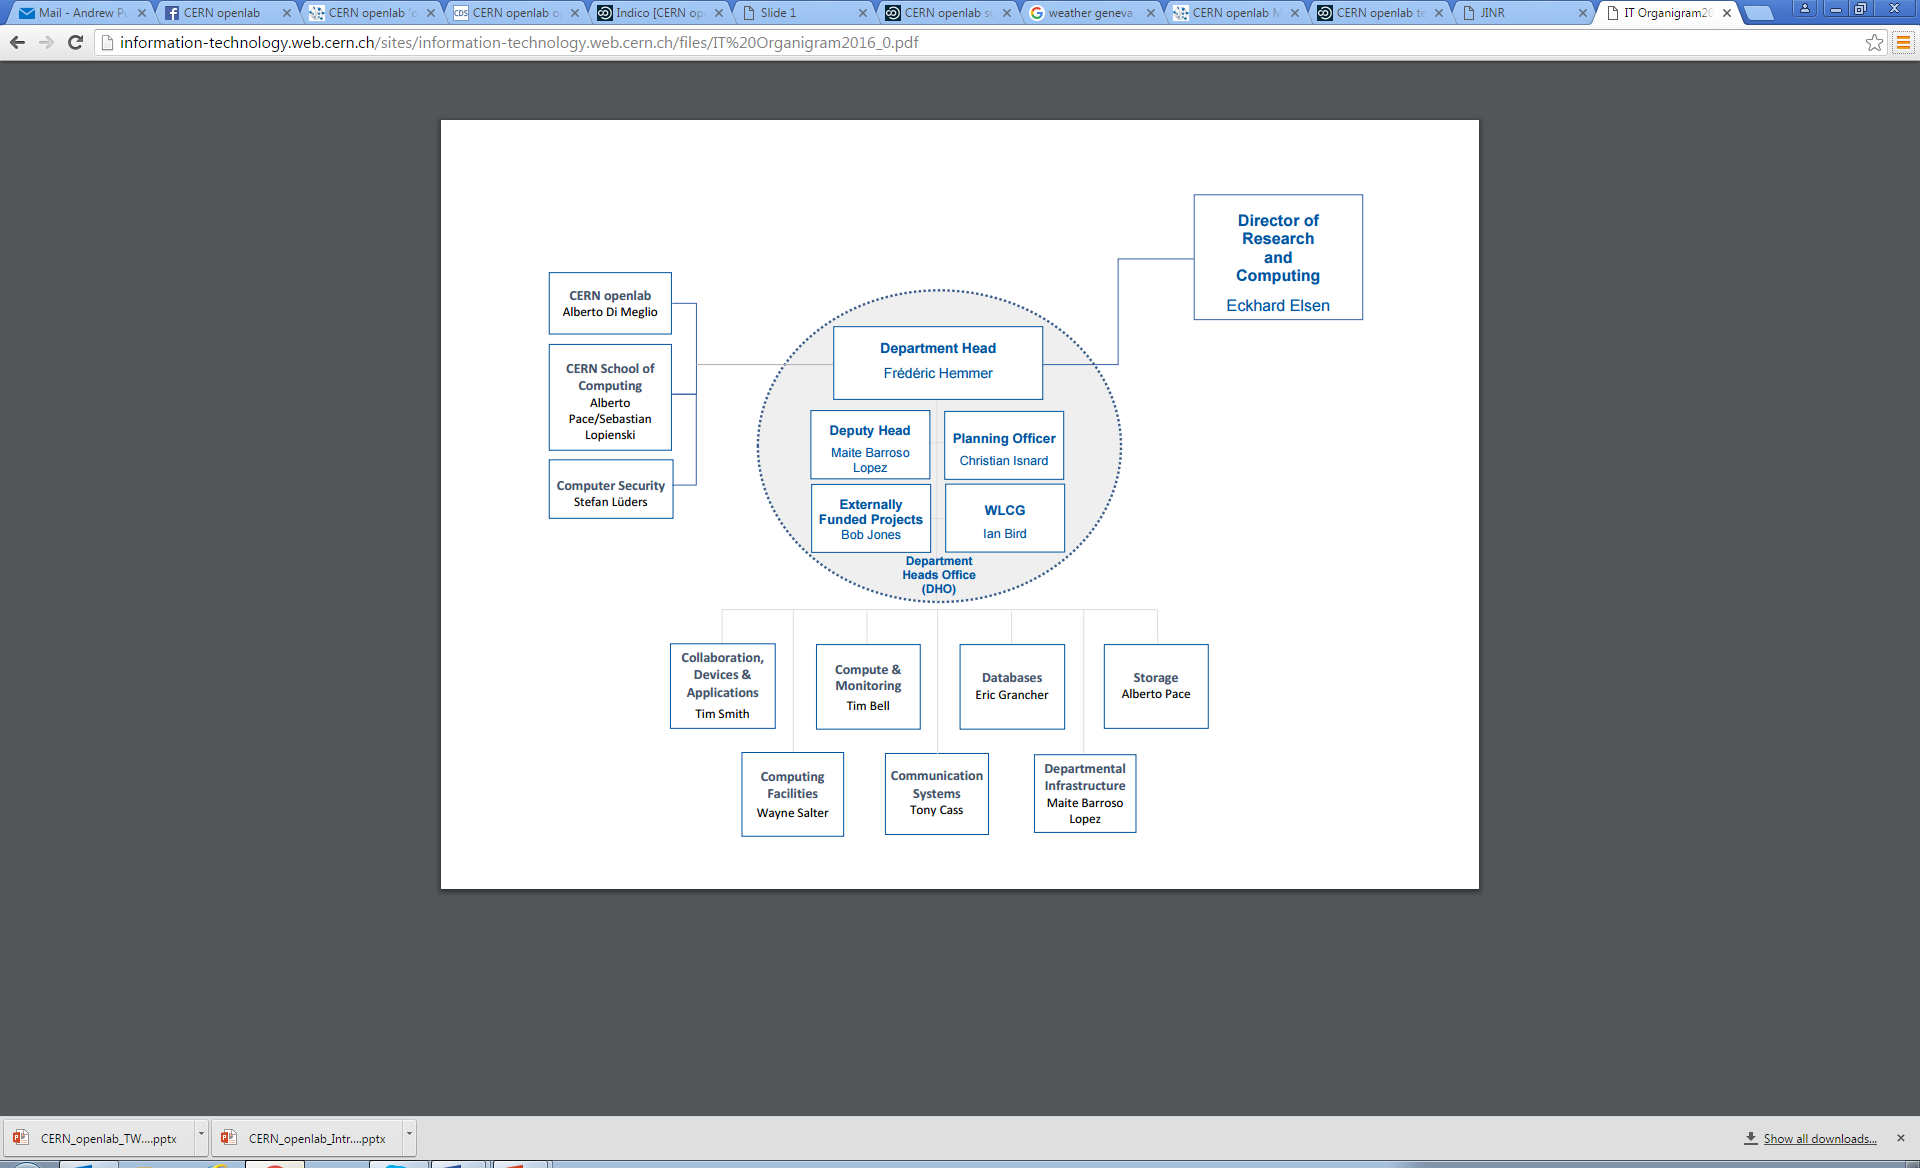 Mail - Andrew Pu
CERN openlab
CERN openlab 'o
CDS
CERN openlab op
Indico [CERN op
Slide 1
CERN openlab su
weather geneva
CERN openlab M
CERN openlab te
JINR
IT Organigram20
information-technology.web.cern.ch/sites/information-technology.web.cern.ch/files/IT%20Organigram2016_0.pdf
Director of
Research
and
Computing
Eckhard Elsen
CERN openlab
Alberto Di Meglio
CERN School of
Computing
Alberto
Pace/Sebastian
Lopienski
Computer Security
Stefan Lüders
Department Head
Frédéric Hemmer
Deputy Head
Maite Barroso
Lopez
Planning Officer
Christian Isnard
Externally
Funded Projects
Bob Jones
WLCG
Ian Bird
Department
Heads Office
(DHO)
Collaboration,
Devices &
Applications
Tim Smith
Compute &
Monitoring
Tim Bell
Databases
Eric Grancher
Storage
Alberto Pace
Computing
Facilities
Wayne Salter
Communication
Systems
Tony Cass
Departmental
Infrastructure
Maite Barroso
Lopez
CERN_openlab_TW....pptx
CERN_openlab_Intr....pptx
Show all downloads...